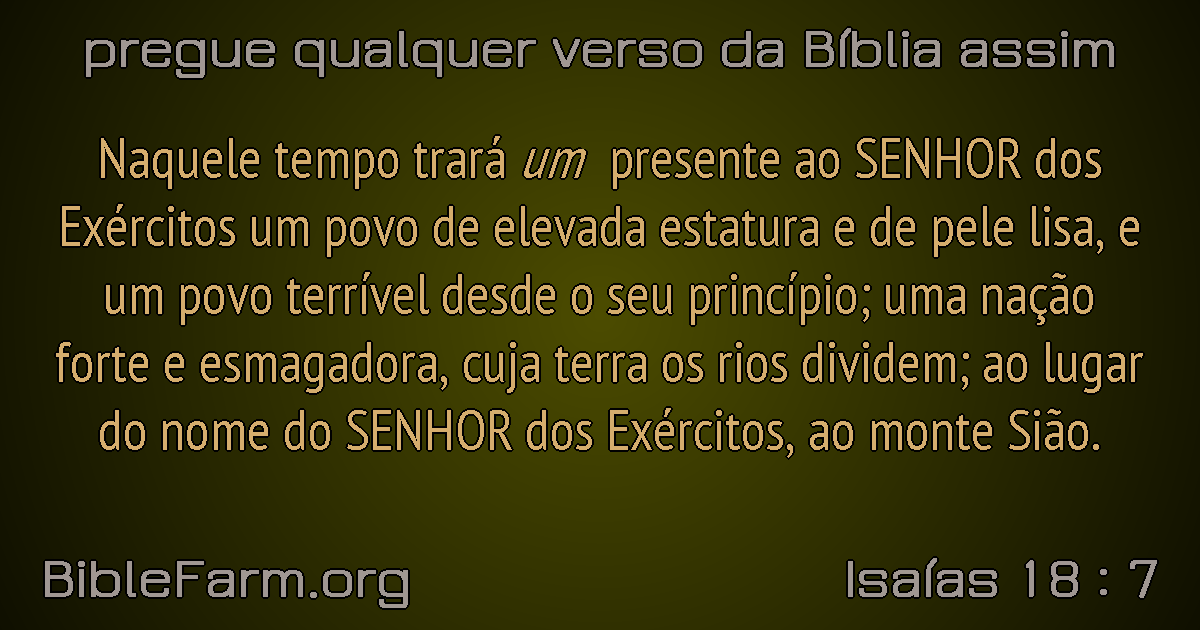 pregue qualquer verso da Bíblia assim
Naquele tempo trará um presente ao SENHOR dos
Exércitos um povo de elevada estatura e de pele lisa, e
um povo terrível desde o seu princípio; uma nação
forte e esmagadora, cuja terra os rios dividem; ao lugar
do nome do SENHOR dos Exércitos, ao monte Sião.
BibleFarm.org
Isaías 18 : 7